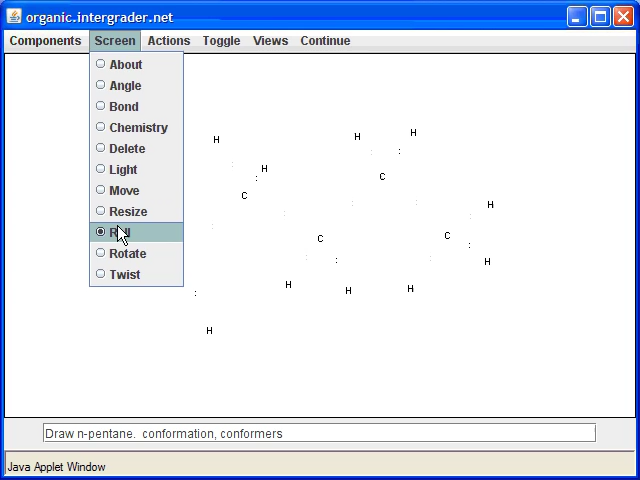 organic.intergrader.net
Components Screen Actions Toggle Views Continue
About
Angle
Bond
Chemistry
Delete
Light
Move
Resize
Roll
Rotate
Twist
H H H
: :
H
: C
C
H
C C
: :
H
H H H
:
H
Draw n-pentane. conformation, conformers
Java Applet Window